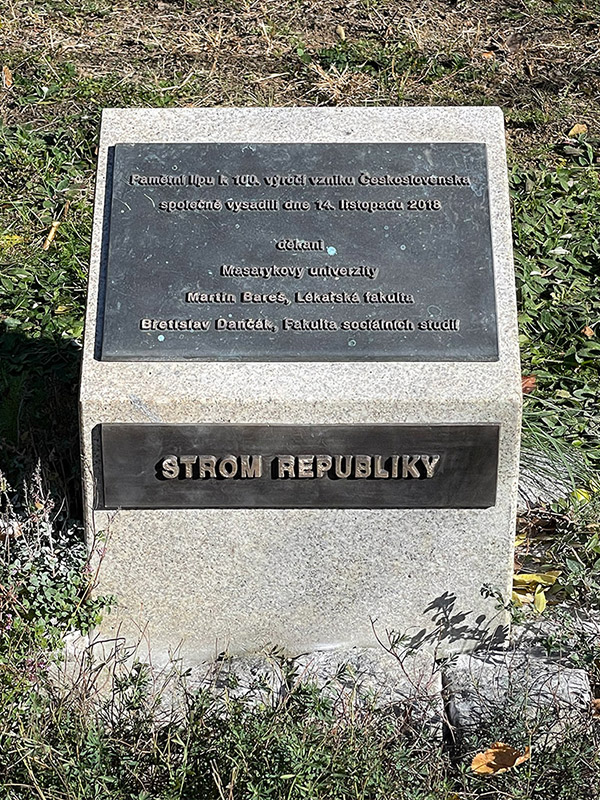 Pamětní lípu k 100. výročí vzniku Československa
společně vysadili dne 14. listopadu 2018
děkani
Masarykovy univerzity
Martin Bareš, Lékařská fakulta
Břetislav Dančák, Fakulta sociálních studií
STROM REPUBLIKY